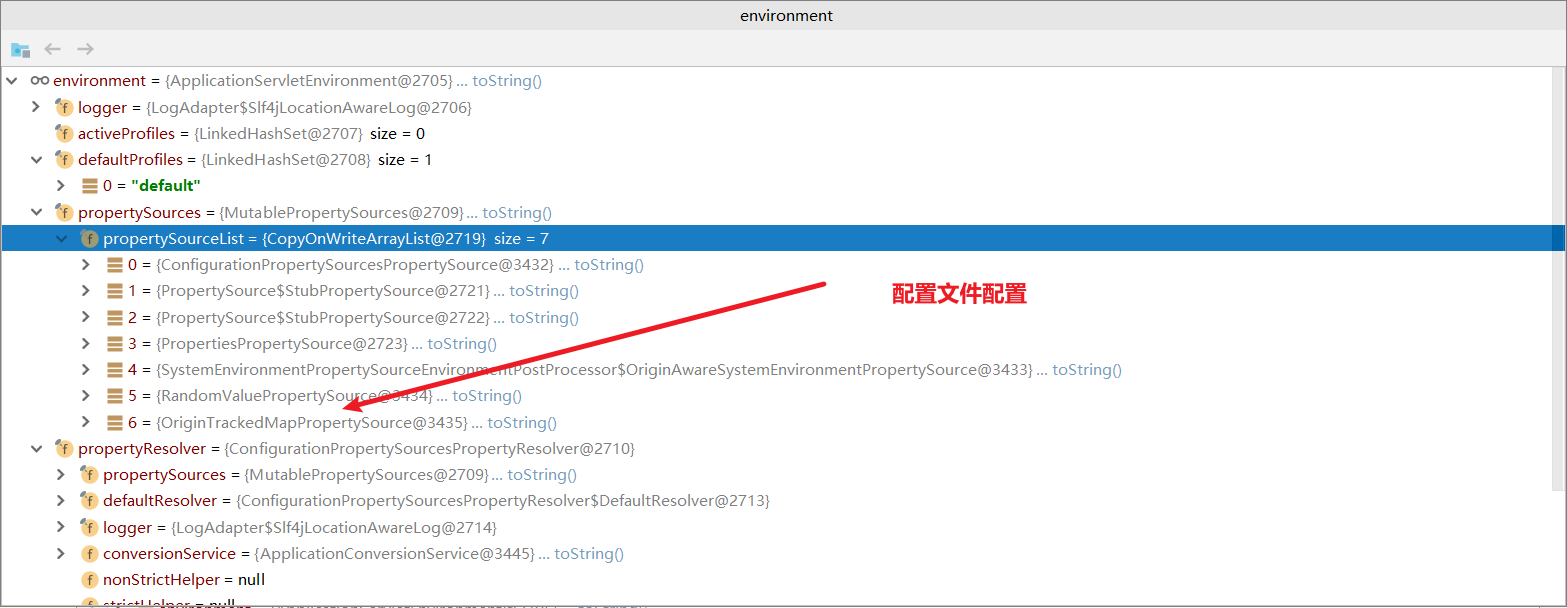 environment
environment = {ApplicationServletEnvironment@2705} ... toString()
logger = {LogAdapter$Slf4jLocationAwareLog@2706}
activeProfiles = {LinkedHashSet@2707} size = 0
defaultProfiles = {LinkedHashSet@2708} size = 1
0 = "default"
propertySources = {MutablePropertySources@2709} ... toString()
propertySourceList = {CopyOnWriteArrayList@2719} size = 7
0 = {ConfigurationPropertySourcesPropertySource@3432} ... toString()
1 = {PropertySource$StubPropertySource@2721} ... toString()
配置文件配置
2 = {PropertySource$StubPropertySource@2722} ... toString()
3 = {PropertiesPropertySource@2723} ... toString()
4 = {SystemEnvironmentPropertySourceEnvironmentPostProcessor$OriginAwareSystemEnvironmentPropertySource@3433} ... toString()
5 = {RandomValuePropertySource@3434} ... toString()
6 = {OriginTrackedMapPropertySource@3435} ... toString()
propertyResolver = {ConfigurationPropertySourcesPropertyResolver@2710}
propertySources = {MutablePropertySources@2709} ... toString()
defaultResolver = {ConfigurationPropertySourcesPropertyResolver$DefaultResolver@2713}
logger = {LogAdapter$Slf4jLocationAwareLog@2714}
conversionService = {ApplicationConversionService@3445} ... toString()
nonStrictHelper = null